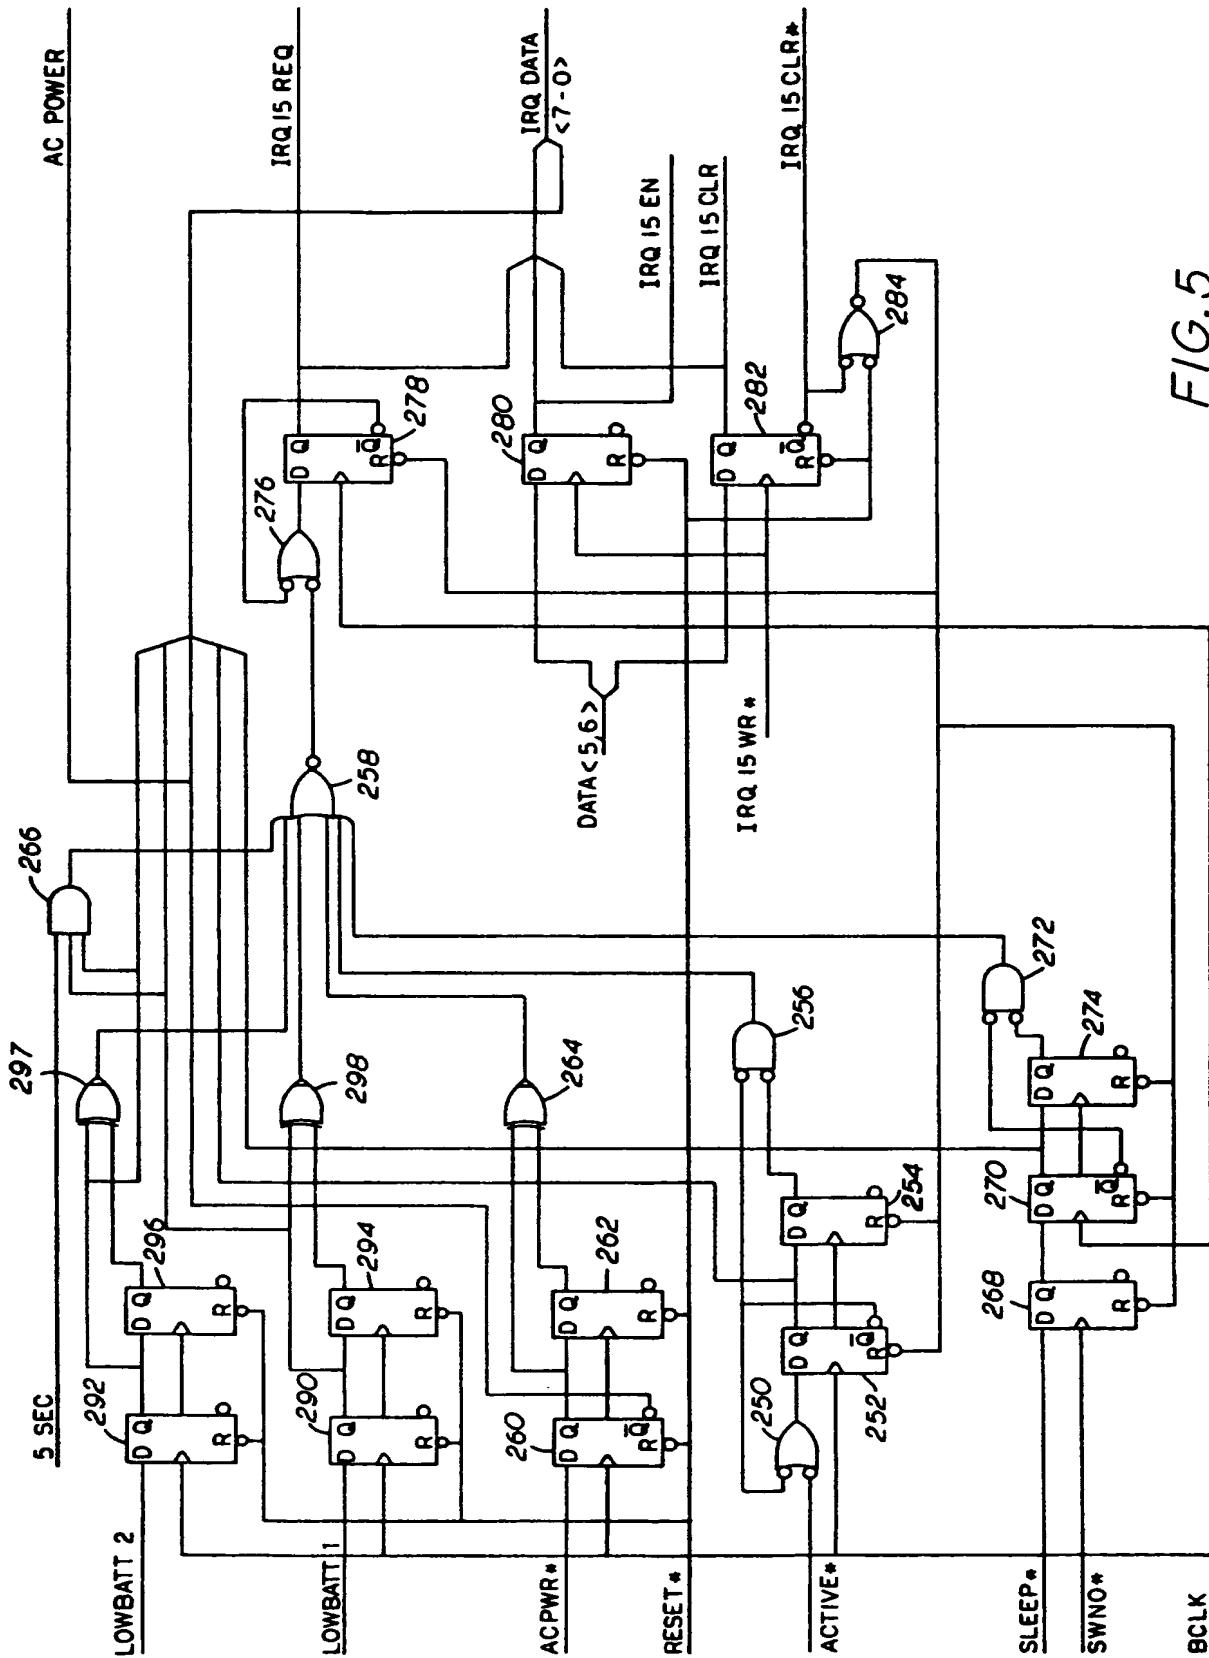 AC POWER
IRQ 15 REQ
IRQ DATA
<7-0>
IRQ 15 EN
IRQ 15 CLR
IRQ 15 CLR*
FIG. 5
5 SEC
LOWBATT 2
LOWBATT 1
ACPWR*
RESET*
ACTIVE*
SLEEP*
SWNO*
BCLK
DATA<5,6>
IRQ 15 WR*
292
D Q
R
296
D Q
R
297
266
290
D Q
R
294
D Q
R
298
258
276
278
D Q
Q
R
260
D Q
Q
R
262
D Q
R
264
280
D Q
R
282
D Q
Q
R
284
250
252
D Q
Q
R
254
D Q
R
256
268
D Q
R
270
D Q
Q
R
274
D Q
R
272